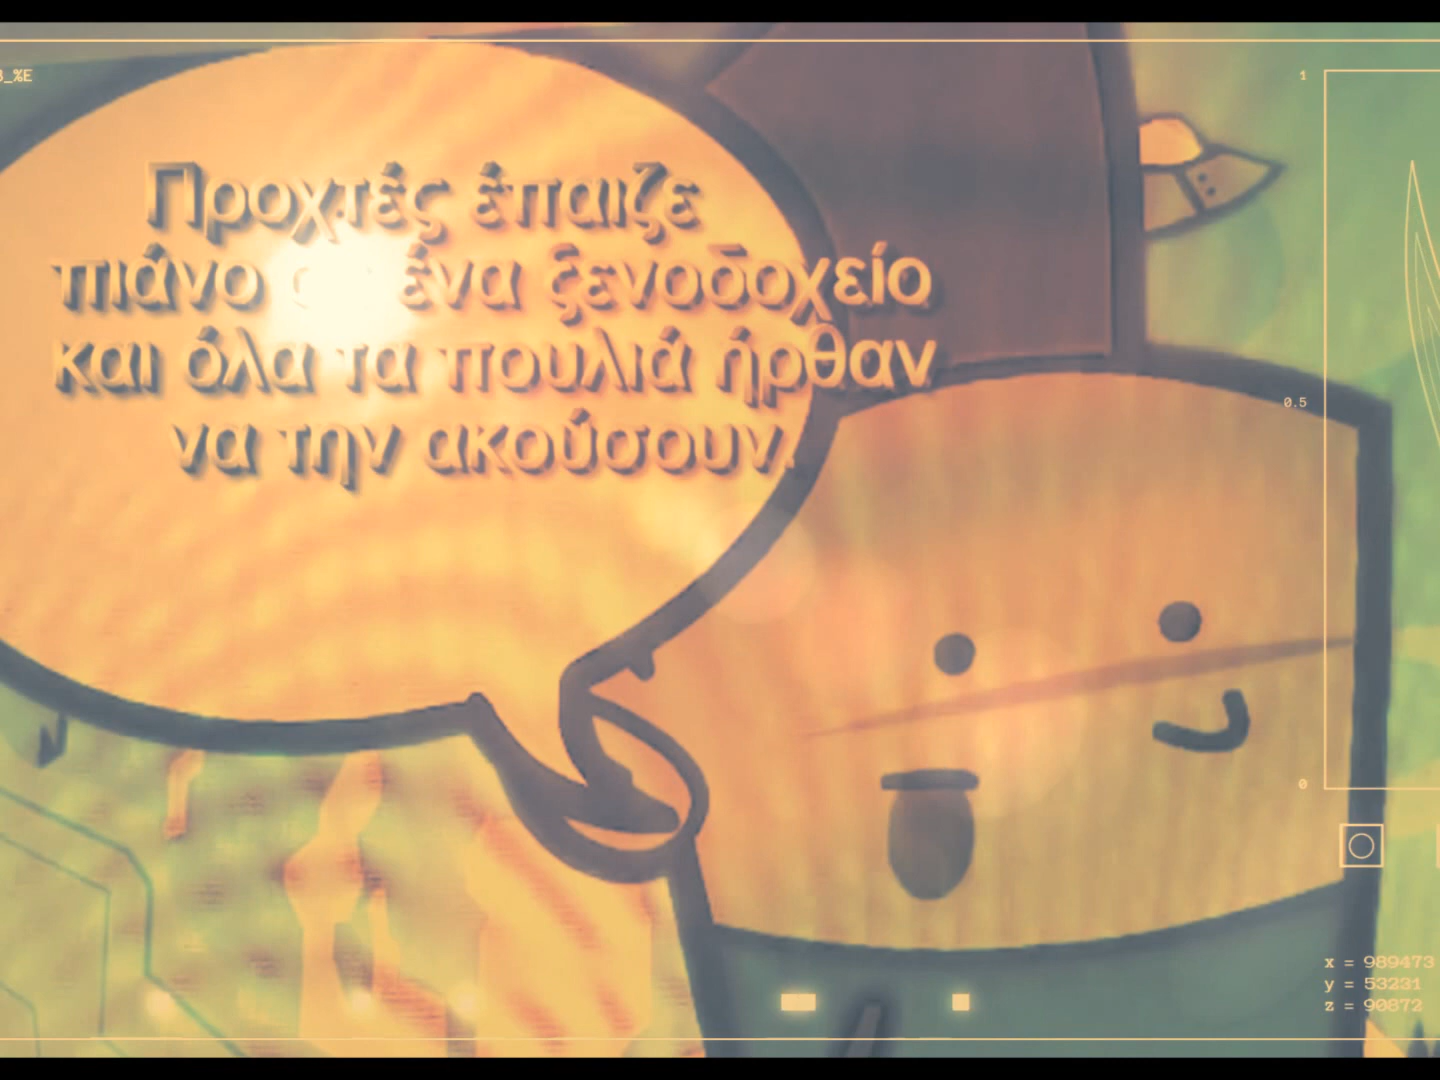 Προχτές έπαιζε
πιάνο ένα ξενοδοχείο
και όλα τα πουλιά ήρθαν
να την ακούσουν.
_%E
1
0.5
0
x = 989473
y = 53231
z = 90872